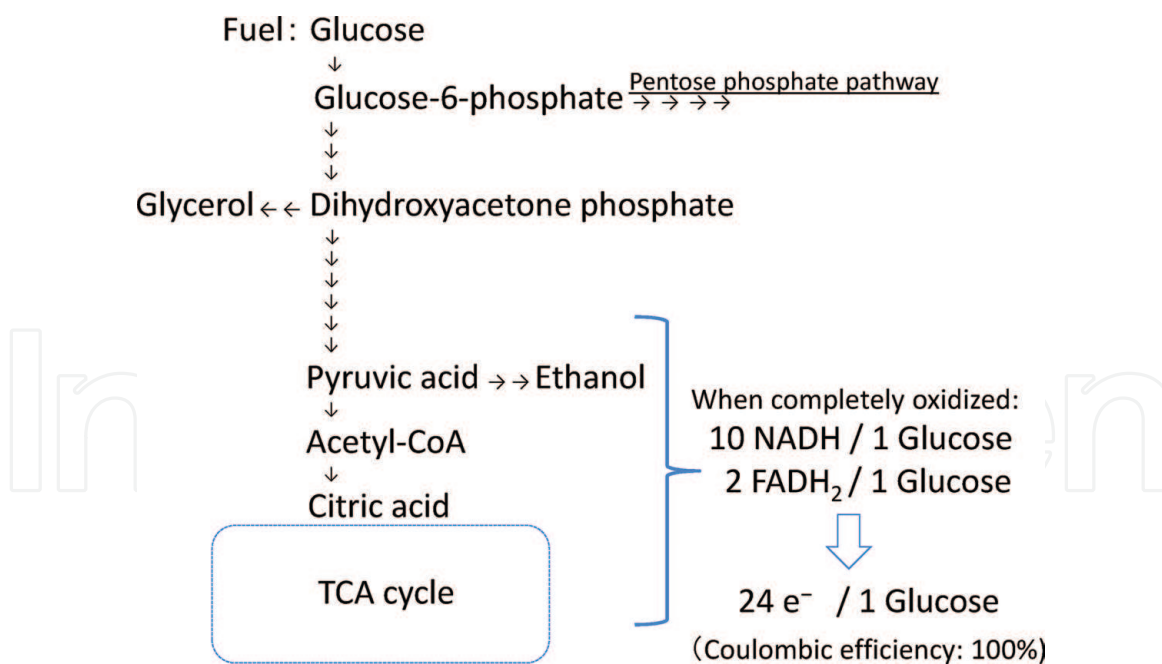 Fuel: Glucose
↓
Glucose-6-phosphate
Pentose phosphate pathway
→ → → →
↓
↓
↓
Glycerol ← ← Dihydroxyacetone phosphate
↓
↓
↓
↓
↓
↓
Pyruvic acid → → Ethanol
↓
Acetyl-CoA
↓
Citric acid
TCA cycle
When completely oxidized:
10 NADH / 1 Glucose
2 FADH₂ / 1 Glucose
24 e⁻ / 1 Glucose
(Coulombic efficiency: 100%)